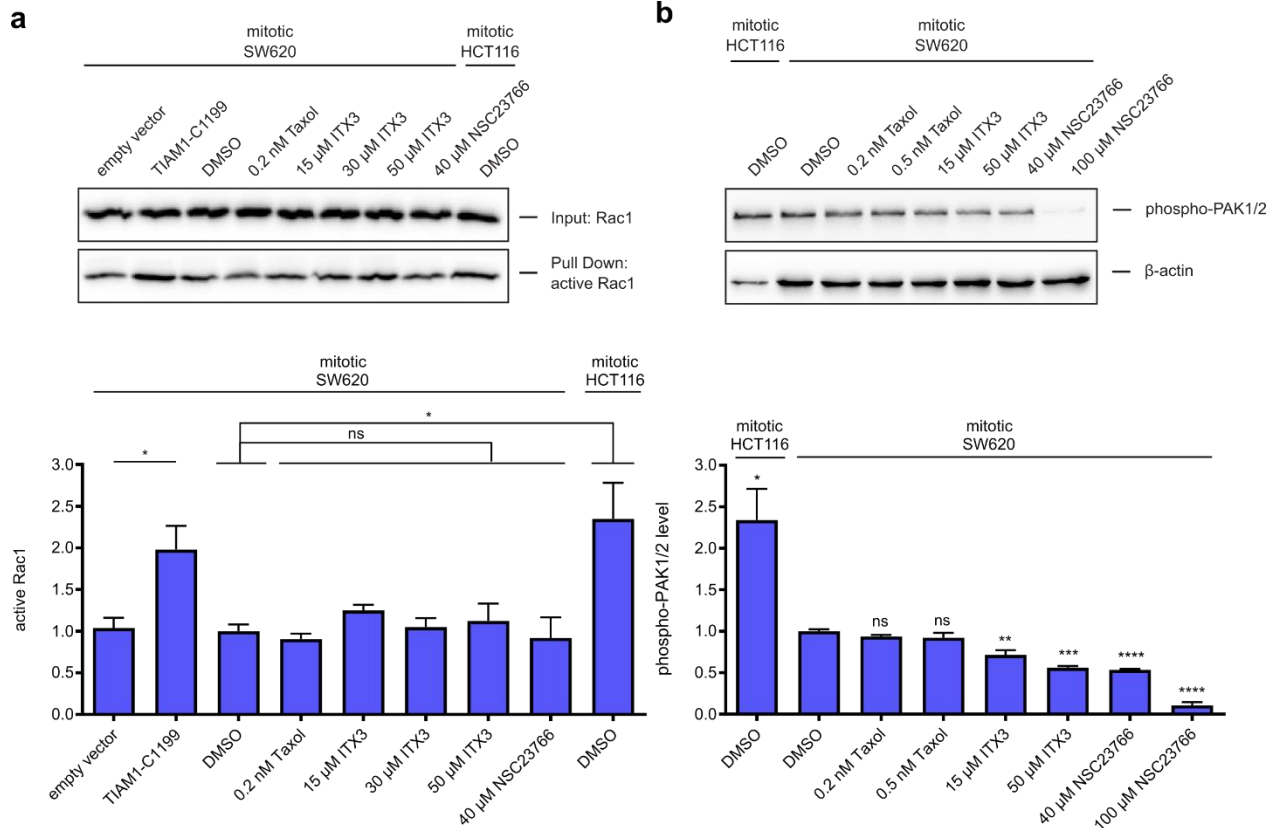 a
mitotic
SW620
mitotic
HCT116
empty vector
TIAM1-C1199
DMSO
0.2 nM Taxol
15 µM ITX3
30 µM ITX3
50 µM ITX3
40 µM NSC23766
DMSO
Input: Rac1
Pull Down:
active Rac1
mitotic
SW620
mitotic
HCT116
*
ns
*
active Rac1
3.0
2.5
2.0
1.5
1.0
0.5
0.0
empty vector
TIAM1-C1199
DMSO
0.2 nM Taxol
15 µM ITX3
30 µM ITX3
50 µM ITX3
40 µM NSC23766
DMSO
b
mitotic
HCT116
mitotic
SW620
DMSO
DMSO
0.2 nM Taxol
0.5 nM Taxol
15 µM ITX3
50 µM ITX3
40 µM NSC23766
100 µM NSC23766
phospho-PAK1/2
β-actin
mitotic
HCT116
mitotic
SW620
phospho-PAK1/2 level
3.0
2.5
2.0
1.5
1.0
0.5
0.0
*
ns
ns
**
***
****
****
DMSO
DMSO
0.2 nM Taxol
0.5 nM Taxol
15 µM ITX3
50 µM ITX3
40 µM NSC23766
100 µM NSC23766